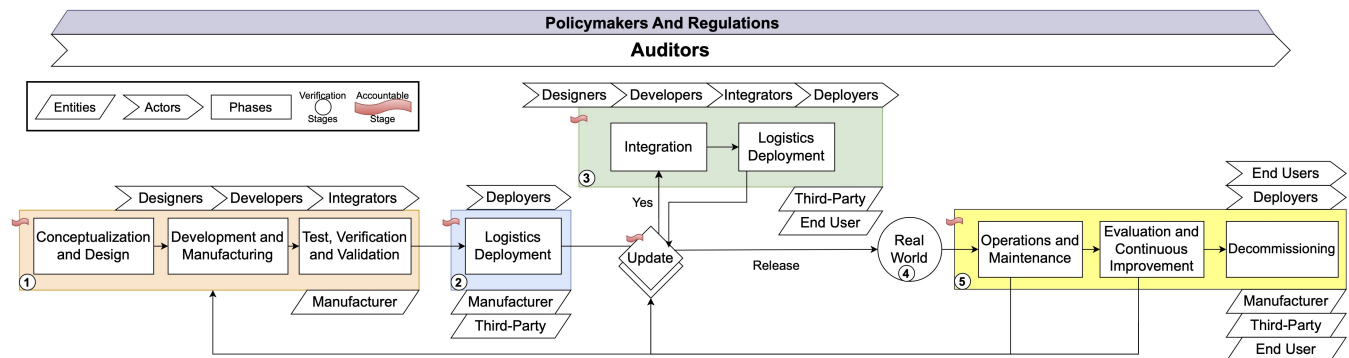 Policymakers And Regulations
Auditors
Entities
Actors
Phases
Verification
Stages
Accountable
Stage
Designers
Developers
Integrators
Deployers
Integration
Logistics
Deployment
3
Third-Party
End User
Yes
Designers
Developers
Integrators
Conceptualization
and Design
Development and
Manufacturing
Test, Verification
and Validation
1
Manufacturer
Deployers
Logistics
Deployment
2
Manufacturer
Third-Party
Update
Release
Real
World
4
End Users
Deployers
Operations and
Maintenance
Evaluation and
Continuous
Improvement
Decommissioning
5
Manufacturer
Third-Party
End User